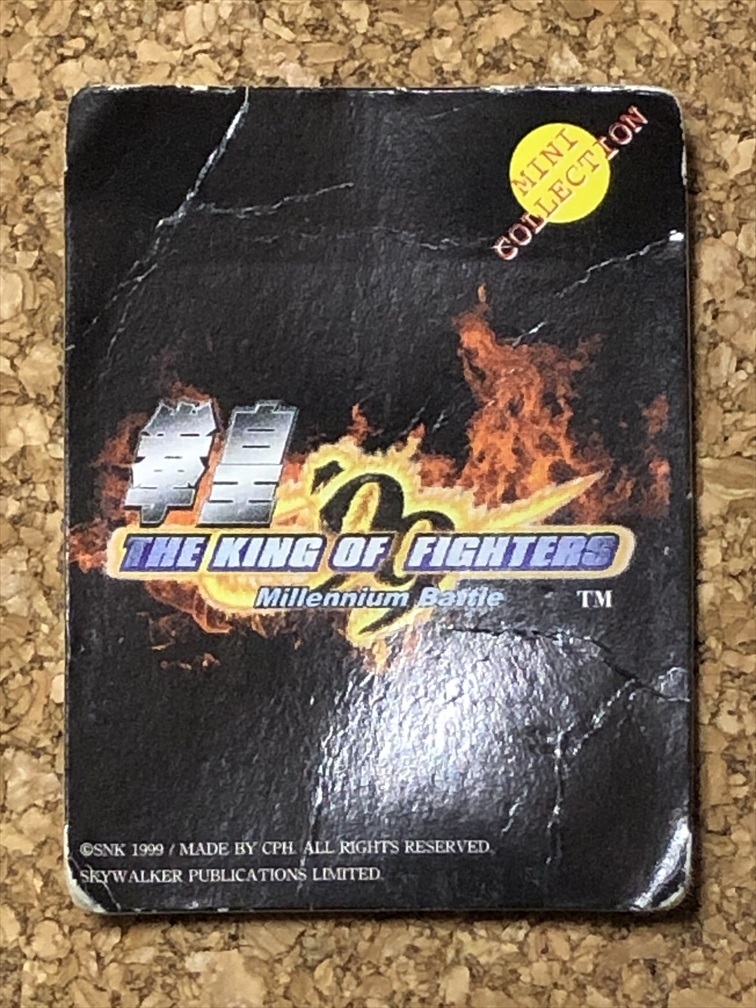 MINI
COLLECTION
拳皇
'99
THE KING OF FIGHTERS
Millennium Battle TM
©SNK 1999 / MADE BY CPH. ALL RIGHTS RESERVED.
SKYWALKER PUBLICATIONS LIMITED.